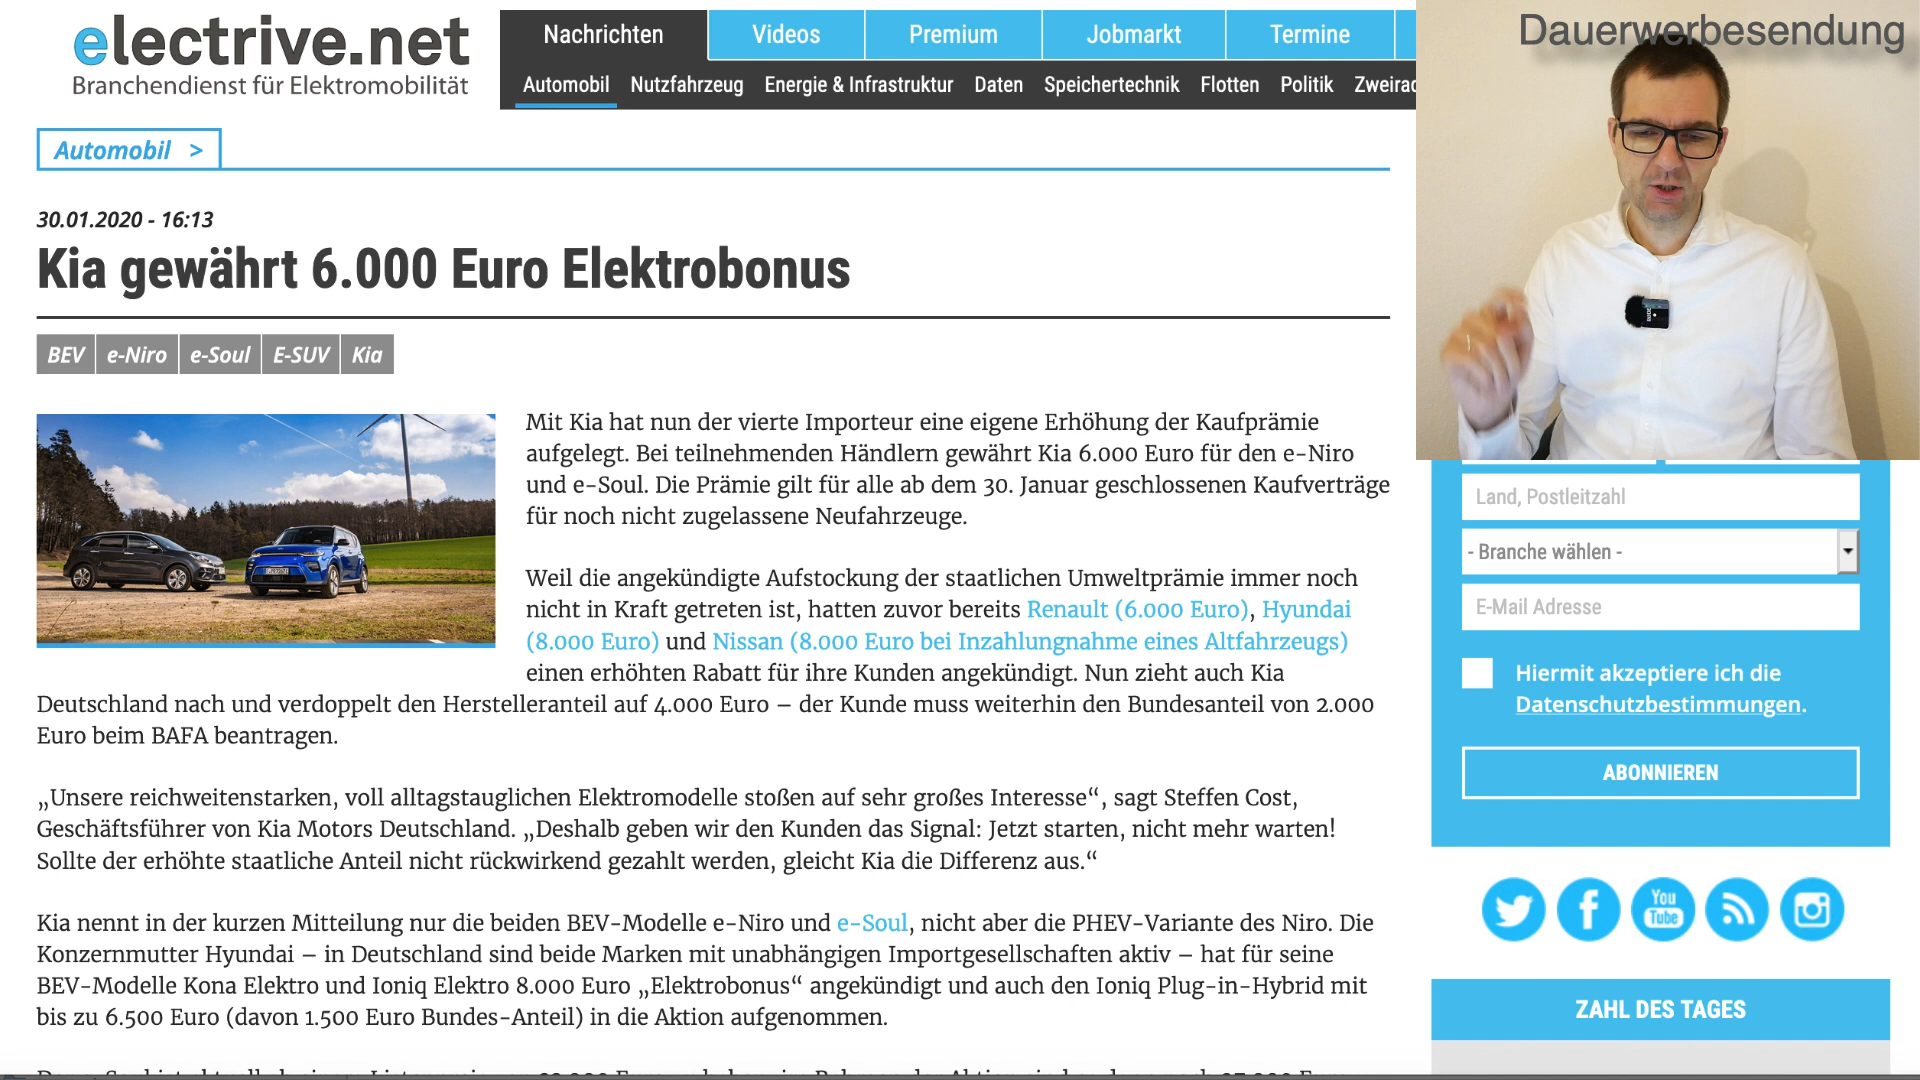 electrive.net
Branchendienst für Elektromobilität
Nachrichten
Videos
Premium
Jobmarkt
Termine
Automobil
Nutzfahrzeug
Energie & Infrastruktur
Daten
Speichertechnik
Flotten
Politik
Dauerwerbesendung
Automobil >
30.01.2020 - 16:13
Kia gewährt 6.000 Euro Elektrobonus
BEV
e-Niro
e-Soul
E-SUV
Kia
Mit Kia hat nun der vierte Importeur eine eigene Erhöhung der Kaufprämie
aufgelegt. Bei teilnehmenden Händlern gewährt Kia 6.000 Euro für den e-Niro
und e-Soul. Die Prämie gilt für alle ab dem 30. Januar geschlossenen Kaufverträge
für noch nicht zugelassene Neufahrzeuge.
Weil die angekündigte Aufstockung der staatlichen Umweltprämie immer noch
nicht in Kraft getreten ist, hatten zuvor bereits Renault (6.000 Euro), Hyundai
(8.000 Euro) und Nissan (8.000 Euro bei Inzahlungnahme eines Altfahrzeugs)
einen erhöhten Rabatt für ihre Kunden angekündigt. Nun zieht auch Kia
Deutschland nach und verdoppelt den Herstelleranteil auf 4.000 Euro – der Kunde muss weiterhin den Bundesanteil von 2.000
Euro beim BAFA beantragen.
„Unsere reichweitenstarken, voll alltagstauglichen Elektromodelle stoßen auf sehr großes Interesse“, sagt Steffen Cost,
Geschäftsführer von Kia Motors Deutschland. „Deshalb geben wir den Kunden das Signal: Jetzt starten, nicht mehr warten!
Sollte der erhöhte staatliche Anteil nicht rückwirkend gezahlt werden, gleicht Kia die Differenz aus.“
Kia nennt in der kurzen Mitteilung nur die beiden BEV-Modelle e-Niro und e-Soul, nicht aber die PHEV-Variante des Niro. Die
Konzernmutter Hyundai – in Deutschland sind beide Marken mit unabhängigen Importgesellschaften aktiv – hat für seine
BEV-Modelle Kona Elektro und Ioniq Elektro 8.000 Euro „Elektrobonus“ angekündigt und auch den Ioniq Plug-in-Hybrid mit
bis zu 6.500 Euro (davon 1.500 Euro Bundes-Anteil) in die Aktion aufgenommen.
Land, Postleitzahl
- Branche wählen -
E-Mail Adresse
Hiermit akzeptiere ich die
Datenschutzbestimmungen.
ABONNIEREN
You
Tube
ZAHL DES TAGES